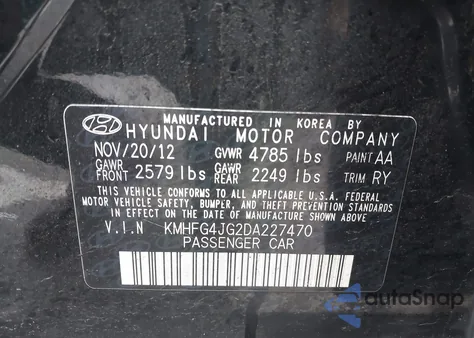 MANUFACTURED IN KOREA BY
HYUNDAI MOTOR COMPANY
NOV/20/12 GVWR 4785 lbs PAINT AA
GAWR FRONT 2579 lbs GAWR REAR 2249 lbs TRIM RY
THIS VEHICLE CONFORMS TO ALL APPLICABLE U.S.A. FEDERAL
MOTOR VEHICLE SAFETY, BUMPER, AND THEFT PREVENTION STANDARDS
IN EFFECT ON THE DATE OF MANUFACTURE SHOWN ABOVE
V.I.N KMHFG4JG2DA227470
PASSENGER CAR
autoSnap